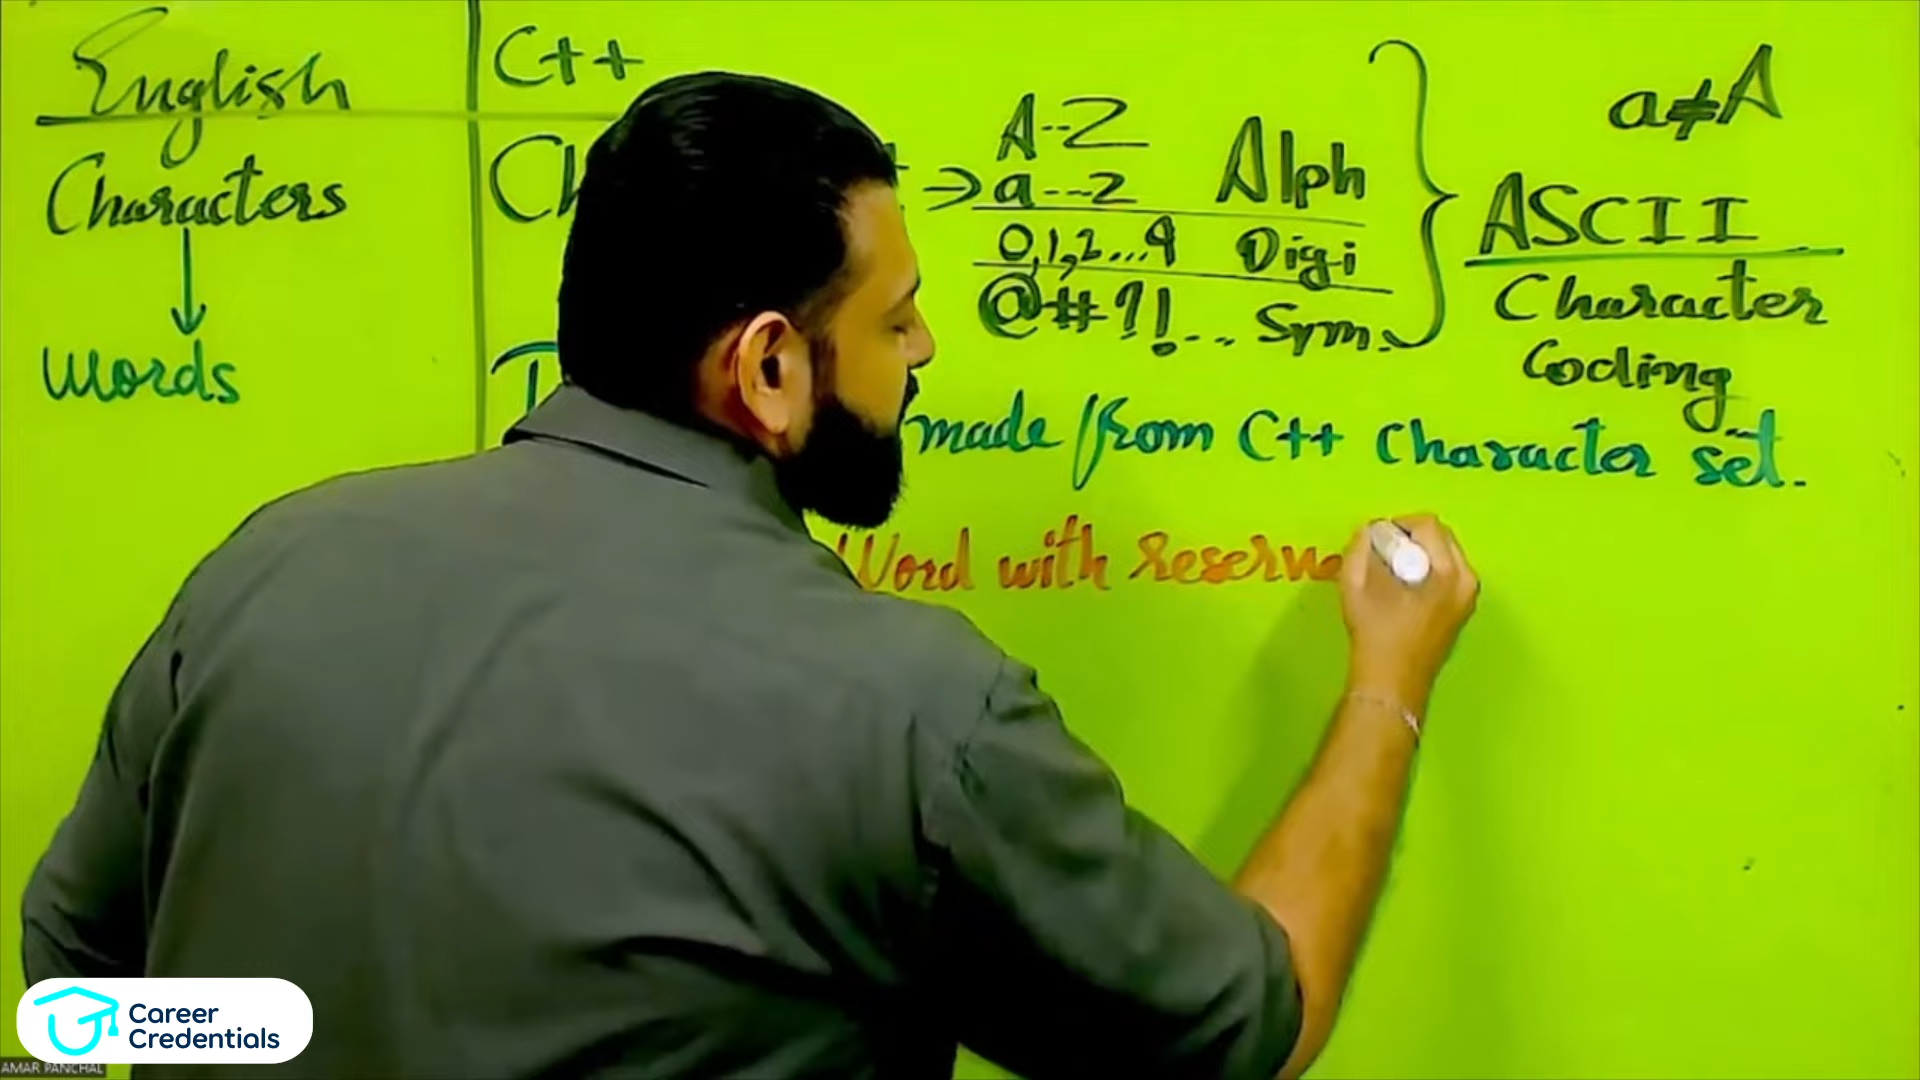 English
C++
Characters
A--Z
a---z Alph
0,1,2...9 Digi
@#?!... Sym.
a≠A
ASCII
Character
Coding
Words
made from C++ Character set.
Word with reserve
Career
Credentials
AMAR PANCHAL